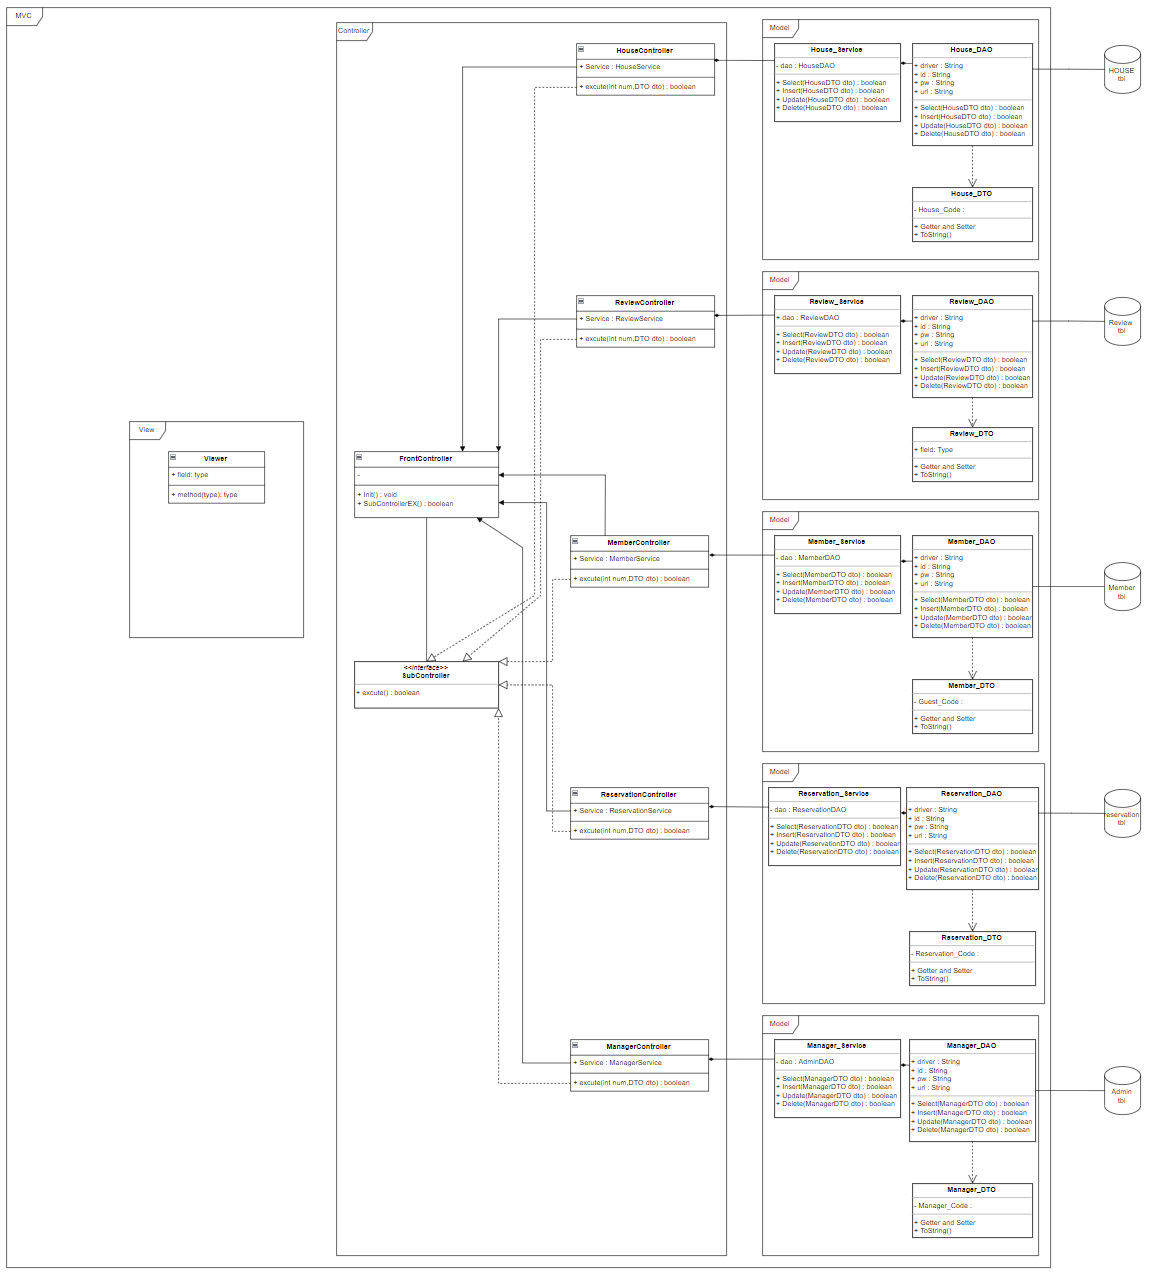 MVC
Controller
HouseController
+ Service : HouseService
+ excute(int num,DTO dto) : boolean
Model
House_Service
- dao : HouseDAO
+ Select(HouseDTO dto) : boolean
+ Insert(HouseDTO dto) : boolean
+ Update(HouseDTO dto) : boolean
+ Delete(HouseDTO dto) : boolean
House_DAO
+ driver : String
+ id : String
+ pw : String
+ url : String
+ Select(HouseDTO dto) : boolean
+ Insert(HouseDTO dto) : boolean
+ Update(HouseDTO dto) : boolean
+ Delete(HouseDTO dto) : boolean
HOUSE
tbl
House_DTO
- House_Code :
+ Getter and Setter
+ ToString()
ReviewController
+ Service : ReviewService
+ excute(int num,DTO dto) : boolean
Model
Review_Service
+ dao : ReviewDAO
+ Select(ReviewDTO dto) : boolean
+ Insert(ReviewDTO dto) : boolean
+ Update(ReviewDTO dto) : boolean
+ Delete(ReviewDTO dto) : boolean
Review_DAO
+ driver : String
+ id : String
+ pw : String
+ url : String
+ Select(ReviewDTO dto) : boolean
+ Insert(ReviewDTO dto) : boolean
+ Update(ReviewDTO dto) : boolean
+ Delete(ReviewDTO dto) : boolean
Review
tbl
Review_DTO
+ field: Type
+ Getter and Setter
+ ToString()
View
Viewer
+ field: type
+ method(type): type
FrontController
-
+ Init() : void
+ SubControllerEX() : boolean
MemberController
+ Service : MemberService
+ excute(int num,DTO dto) : boolean
Model
Member_Service
- dao : MemberDAO
+ Select(MemberDTO dto) : boolean
+ Insert(MemberDTO dto) : boolean
+ Update(MemberDTO dto) : boolean
+ Delete(MemberDTO dto) : boolean
Member_DAO
+ driver : String
+ id : String
+ pw : String
+ url : String
+ Select(MemberDTO dto) : boolean
+ Insert(MemberDTO dto) : boolean
+ Update(MemberDTO dto) : boolean
+ Delete(MemberDTO dto) : boolean
Member
tbl
Member_DTO
- Guest_Code :
+ Getter and Setter
+ ToString()
<<interface>>
SubController
+ excute() : boolean
ReservationController
+ Service : ReservationService
+ excute(int num,DTO dto) : boolean
Model
Reservation_Service
- dao : ReservationDAO
+ Select(ReservationDTO dto) : boolean
+ Insert(ReservationDTO dto) : boolean
+ Update(ReservationDTO dto) : boolean
+ Delete(ReservationDTO dto) : boolean
Reservation_DAO
+ driver : String
+ id : String
+ pw : String
+ url : String
+ Select(ReservationDTO dto) : boolean
+ Insert(ReservationDTO dto) : boolean
+ Update(ReservationDTO dto) : boolean
+ Delete(ReservationDTO dto) : boolean
reservation
tbl
Reservation_DTO
- Reservation_Code :
+ Getter and Setter
+ ToString()
ManagerController
+ Service : ManagerService
+ excute(int num,DTO dto) : boolean
Model
Manager_Service
- dao : AdminDAO
+ Select(ManagerDTO dto) : boolean
+ Insert(ManagerDTO dto) : boolean
+ Update(ManagerDTO dto) : boolean
+ Delete(ManagerDTO dto) : boolean
Manager_DAO
+ driver : String
+ id : String
+ pw : String
+ url : String
+ Select(ManagerDTO dto) : boolean
+ Insert(ManagerDTO dto) : boolean
+ Update(ManagerDTO dto) : boolean
+ Delete(ManagerDTO dto) : boolean
Admin
tbl
Manager_DTO
- Manager_Code :
+ Getter and Setter
+ ToString()